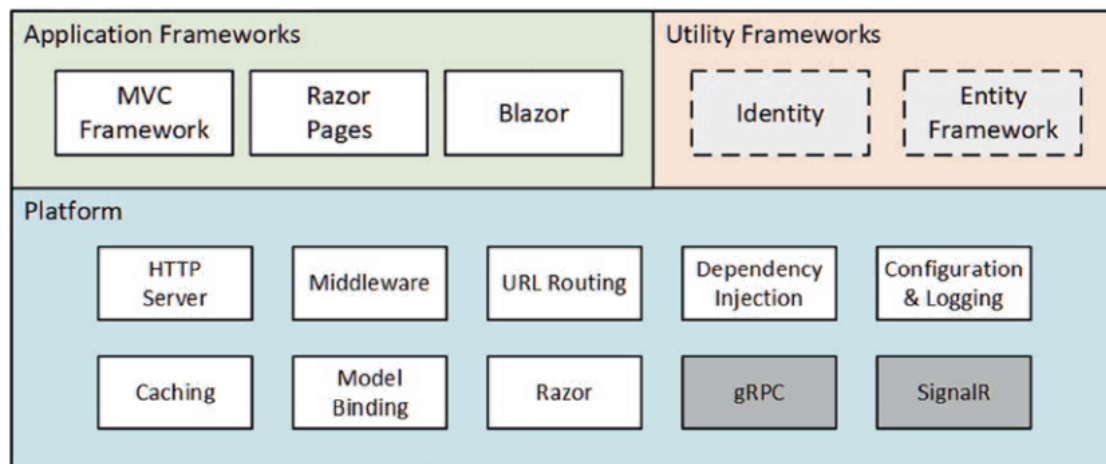 Application Frameworks
Utility Frameworks
MVC
Framework
Razor
Pages
Blazor
Identity
Entity
Framework
Platform
HTTP
Server
Middleware
URL Routing
Dependency
Injection
Configuration
& Logging
Caching
Model
Binding
Razor
gRPC
SignalR